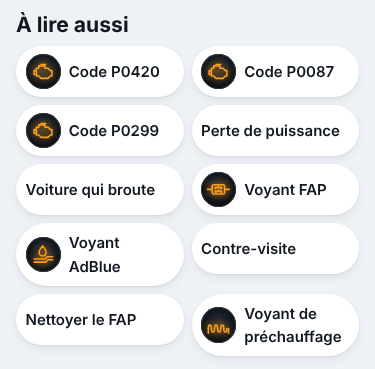 À lire aussi
Code P0420
Code P0087
Code P0299
Perte de puissance
Voiture qui broute
Voyant FAP
Voyant
AdBlue
Contre-visite
Nettoyer le FAP
Voyant de
préchauffage